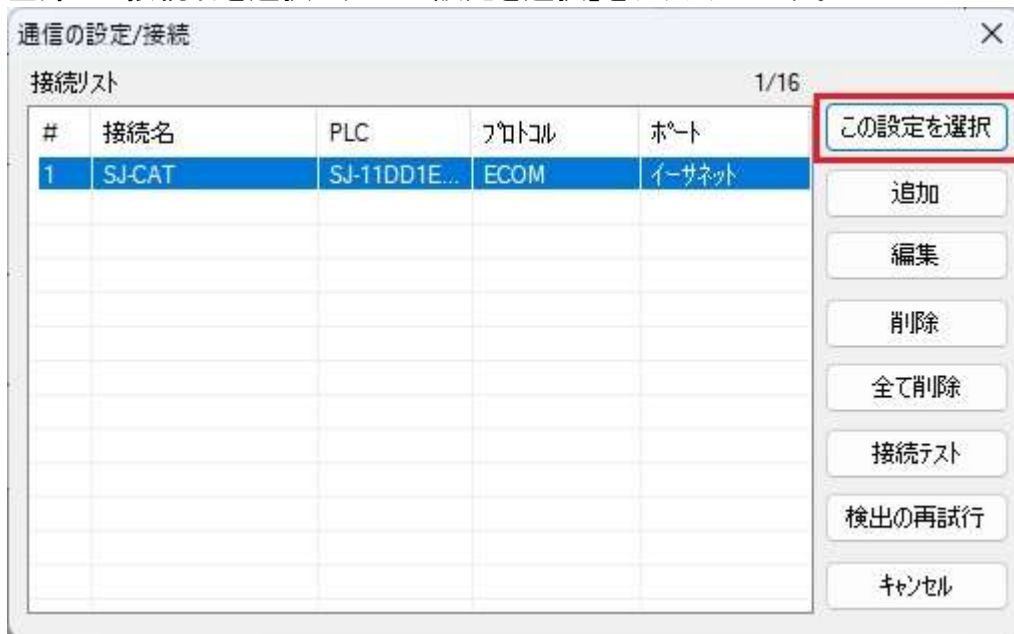 通信の設定/接続
接続リスト 1/16
# 接続名 PLC プロトコル ポート
1 SJ-CAT SJ-11DD1E... ECOM イーサネット
この設定を選択
追加
編集
削除
全て削除
接続テスト
検出の再試行
キャンセル